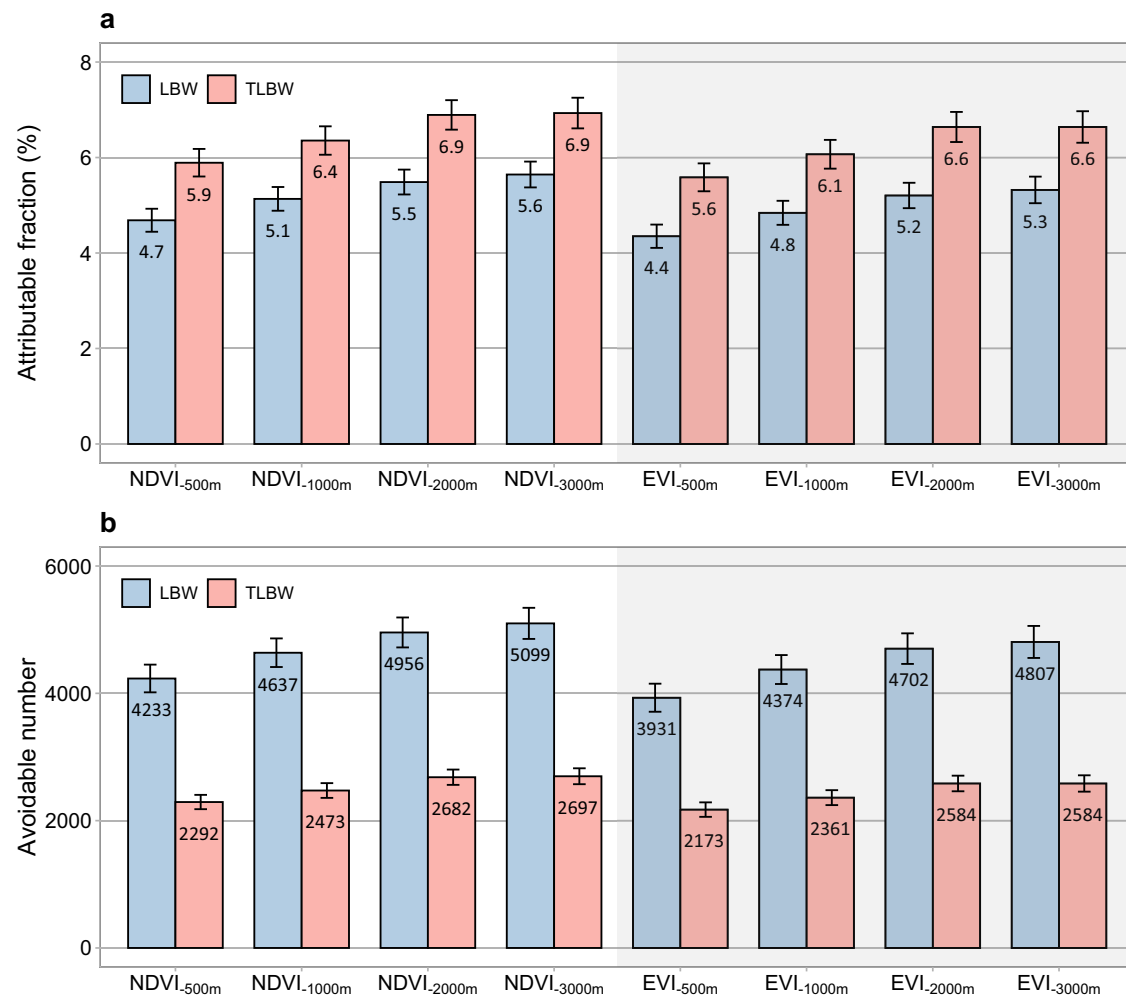 a
Attributable fraction (%)
8
6
4
2
0
LBW TLBW
4.7 5.9 5.1 6.4 5.5 6.9 5.6 6.9 4.4 5.6 4.8 6.1 5.2 6.6 5.3 6.6
NDVI-500m NDVI-1000m NDVI-2000m NDVI-3000m EVI-500m EVI-1000m EVI-2000m EVI-3000m
b
Avoidable number
6000
4000
2000
0
LBW TLBW
4233 2292 4637 2473 4956 2682 5099 2697 3931 2173 4374 2361 4702 2584 4807 2584
NDVI-500m NDVI-1000m NDVI-2000m NDVI-3000m EVI-500m EVI-1000m EVI-2000m EVI-3000m